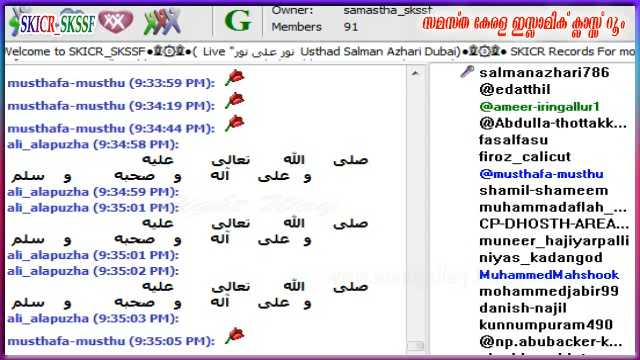 SKICR-SKSSF
G
Owner: samastha_skssf
Members 91
സമസ്ത കേരള ഇസ്ലാമിക് ക്ലാസ്സ് റൂം
Welcome to SKICR_SKSSF ( Live "نور على نور" Usthad Salman Azhari Dubai) SKICR Records For mo
musthafa-musthu (9:33:59 PM):
musthafa-musthu (9:34:19 PM):
musthafa-musthu (9:34:44 PM):
ali_alapuzha (9:34:58 PM):
صلى الله تعالى عليه
و على آله و صحبه و سلم
ali_alapuzha (9:34:59 PM):
ali_alapuzha (9:35:01 PM):
صلى الله تعالى عليه
و على آله و صحبه و سلم
ali_alapuzha (9:35:01 PM):
ali_alapuzha (9:35:02 PM):
صلى الله تعالى عليه
و على آله و صحبه و سلم
ali_alapuzha (9:35:03 PM):
musthafa-musthu (9:35:05 PM):
salmanazhari786
@edatthil
@ameer-iringallur1
@Abdulla-thottakk...
fasalfasu
firoz_calicut
@musthafa-musthu
shamil-shameem
muhammadaflah_...
CP-DHOSTH-AREA...
muneer_hajiyarpalli
niyas_kadangod
MuhammedMahshook
mohammedjabir99
danish-najil
kunnumpuram490
@np.abubacker-k...